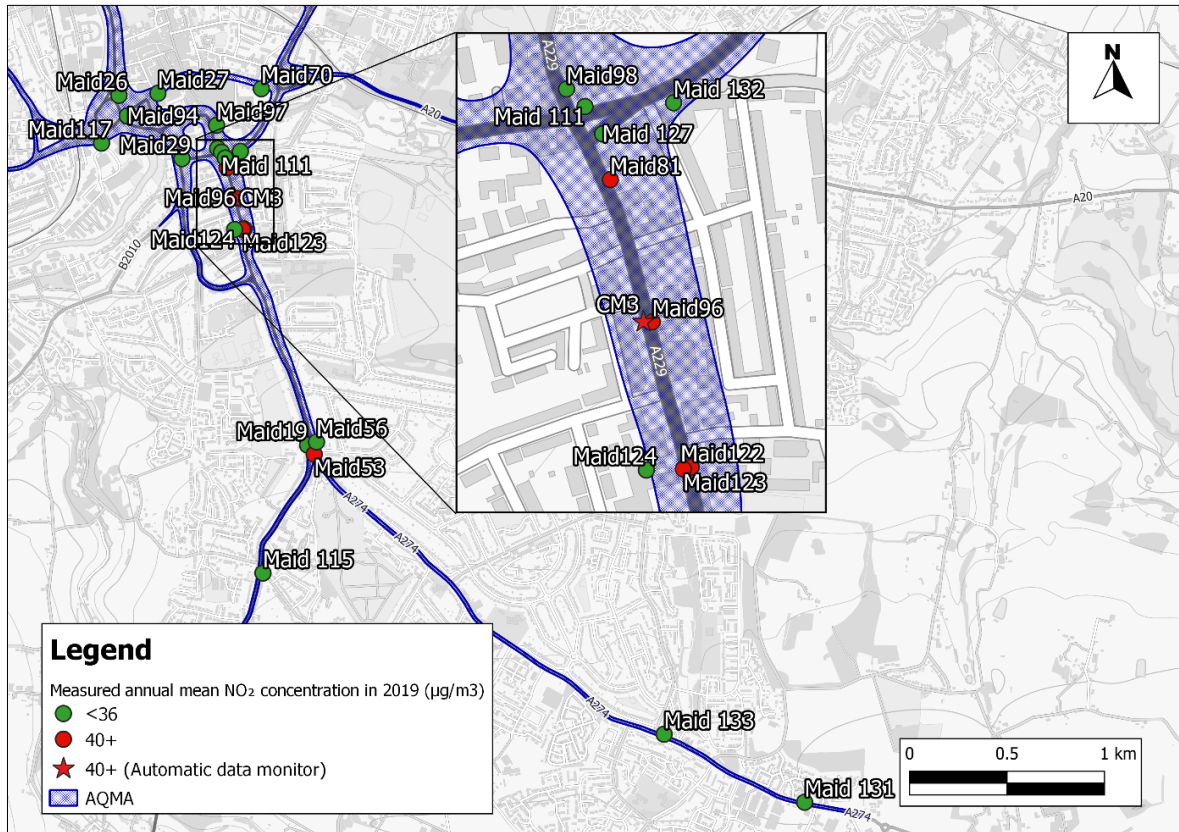 Maid26
Maid27
Maid70
Maid94
Maid97
Maid117
Maid29
Maid 111
Maid96
CM3
Maid124
Maid123
A20
B2010
A229
Maid98
Maid 132
Maid 111
Maid 127
Maid81
CM3
Maid96
A229
Maid124
Maid122
Maid123
N
A20
Maid19
Maid56
Maid53
A274
A274
Maid 115
A274
Maid 133
Maid 131
A274
Legend
Measured annual mean NO₂ concentration in 2019 (µg/m3)
<36
40+
40+ (Automatic data monitor)
AQMA
0 0.5 1 km